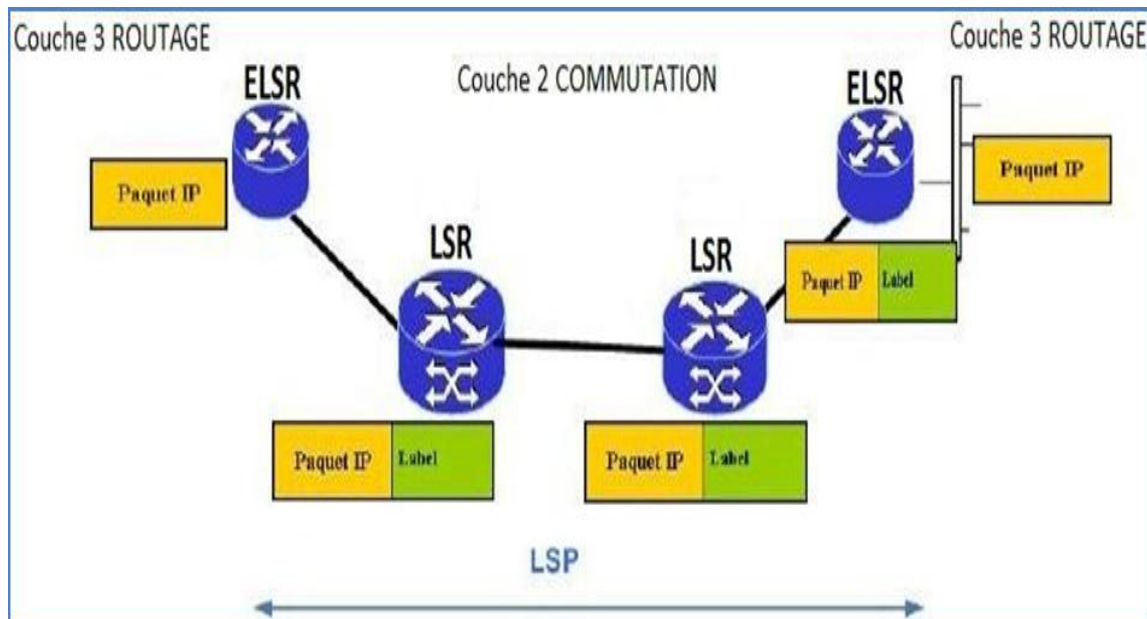 Couche 3 ROUTAGE
Couche 3 ROUTAGE
Couche 2 COMMUTATION
ELSR
ELSR
Paquet IP
Paquet IP
LSR
LSR
Paquet IP Label
Paquet IP Label
Paquet IP Label
LSP